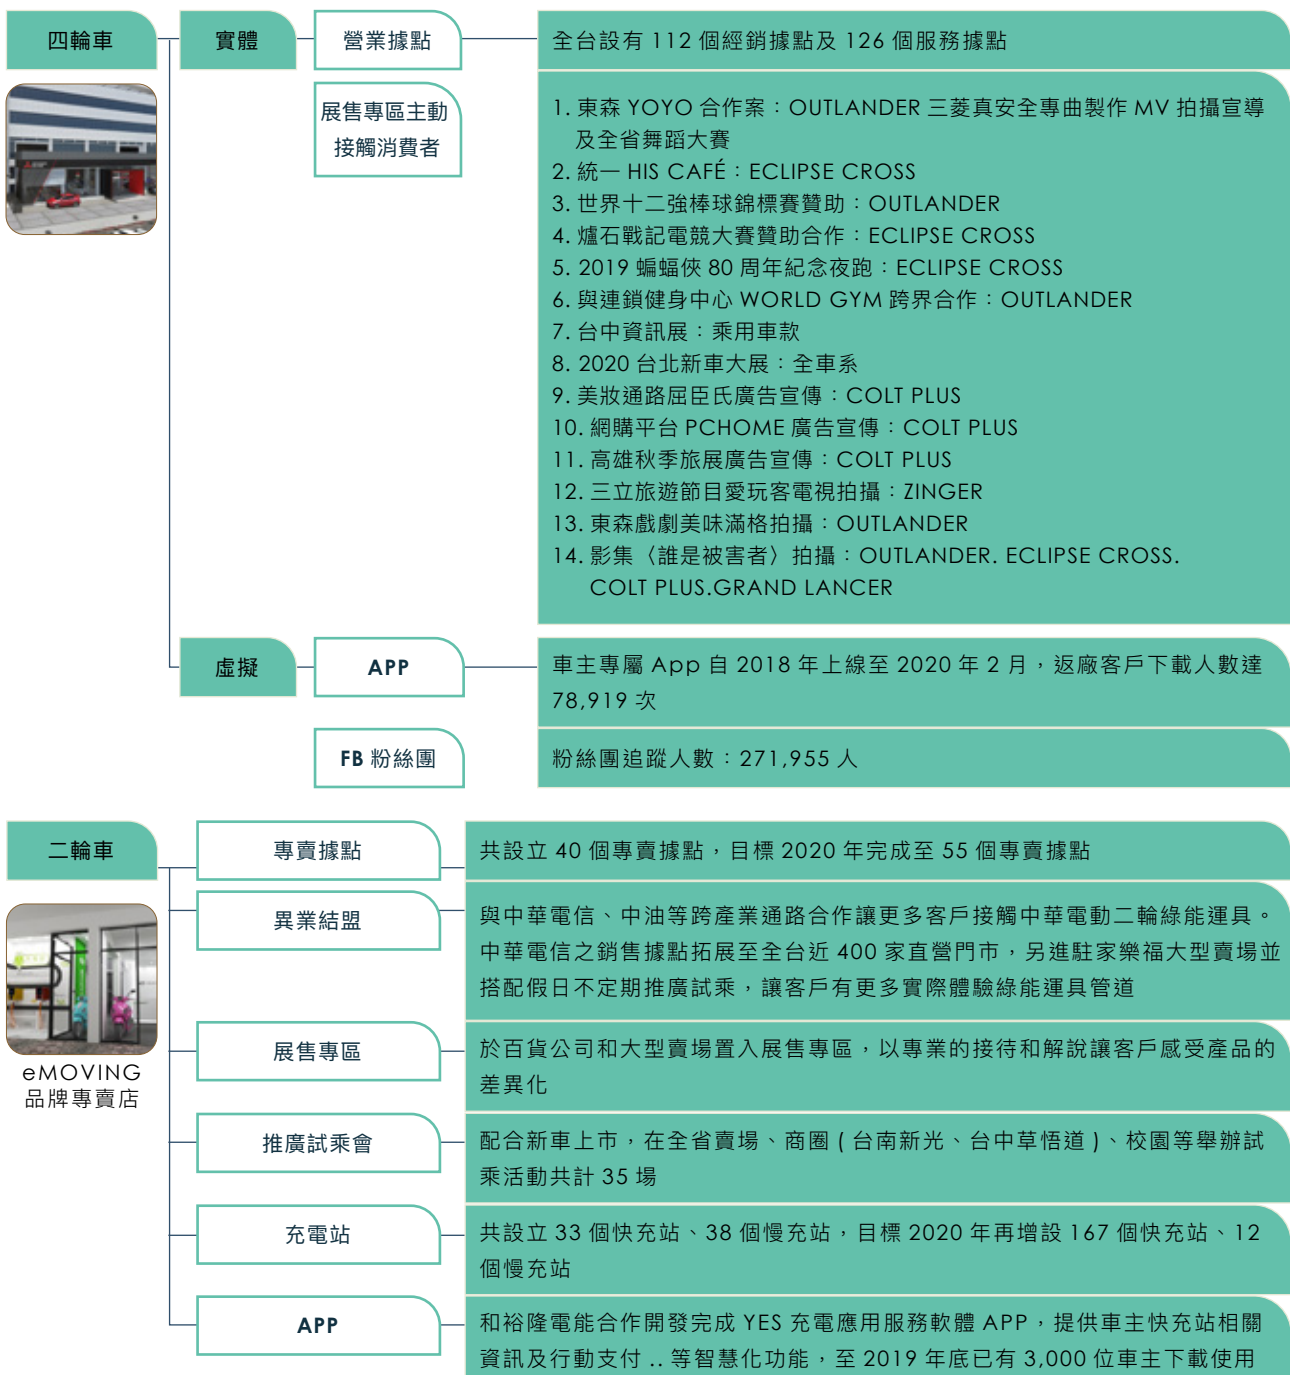 四輪車
實體
營業據點
全台設有 112 個經銷據點及 126 個服務據點
展售專區主動
接觸消費者
1. 東森 YOYO 合作案：OUTLANDER 三菱真安全專曲製作 MV 拍攝宣導
及全省舞蹈大賽
2. 統一 HIS CAFÉ：ECLIPSE CROSS
3. 世界十二強棒球錦標賽贊助：OUTLANDER
4. 爐石戰記電競大賽贊助合作：ECLIPSE CROSS
5. 2019 蝙蝠俠 80 周年紀念夜跑：ECLIPSE CROSS
6. 與連鎖健身中心 WORLD GYM 跨界合作：OUTLANDER
7. 台中資訊展：乘用車款
8. 2020 台北新車大展：全車系
9. 美妝通路屈臣氏廣告宣傳：COLT PLUS
10. 網購平台 PCHOME 廣告宣傳：COLT PLUS
11. 高雄秋季旅展廣告宣傳：COLT PLUS
12. 三立旅遊節目愛玩客電視拍攝：ZINGER
13. 東森戲劇美味滿格拍攝：OUTLANDER
14. 影集〈誰是被害者〉拍攝：OUTLANDER. ECLIPSE CROSS.
COLT PLUS.GRAND LANCER
虛擬
APP
車主專屬 App 自 2018 年上線至 2020 年 2 月，返廠客戶下載人數達
78,919 次
FB 粉絲團
粉絲團追蹤人數：271,955 人
二輪車
專賣據點
共設立 40 個專賣據點，目標 2020 年完成至 55 個專賣據點
異業結盟
與中華電信、中油等跨產業通路合作讓更多客戶接觸中華電動二輪綠能運具。
中華電信之銷售據點拓展至全台近 400 家直營門市，另進駐家樂福大型賣場並
搭配假日不定期推廣試乘，讓客戶有更多實際體驗綠能運具管道
eMOVING
品牌專賣店
展售專區
於百貨公司和大型賣場置入展售專區，以專業的接待和解說讓客戶感受產品的
差異化
推廣試乘會
配合新車上市，在全省賣場、商圈 ( 台南新光、台中草悟道 )、校園等舉辦試
乘活動共計 35 場
充電站
共設立 33 個快充站、38 個慢充站，目標 2020 年再增設 167 個快充站、12
個慢充站
APP
和裕隆電能合作開發完成 YES 充電應用服務軟體 APP，提供車主快充站相關
資訊及行動支付 .. 等智慧化功能，至 2019 年底已有 3,000 位車主下載使用